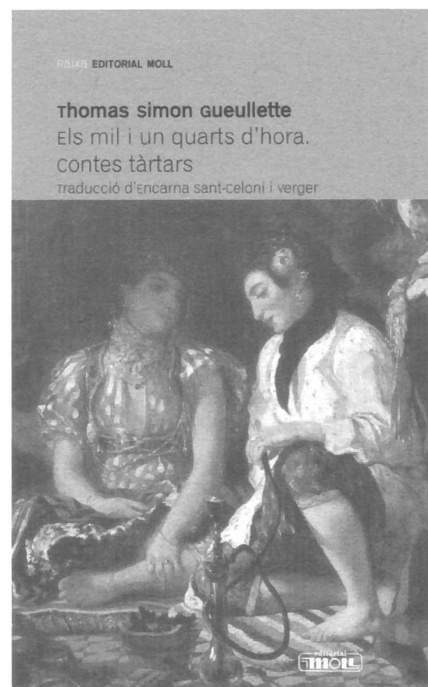 Raixa EDITORIAL MOLL
Thomas Simon Gueullette
Els mil i un quarts d'hora.
Contes tàrtars
Traducció d'Encarna Sant-Celoni i Verger
editorial
MOLL